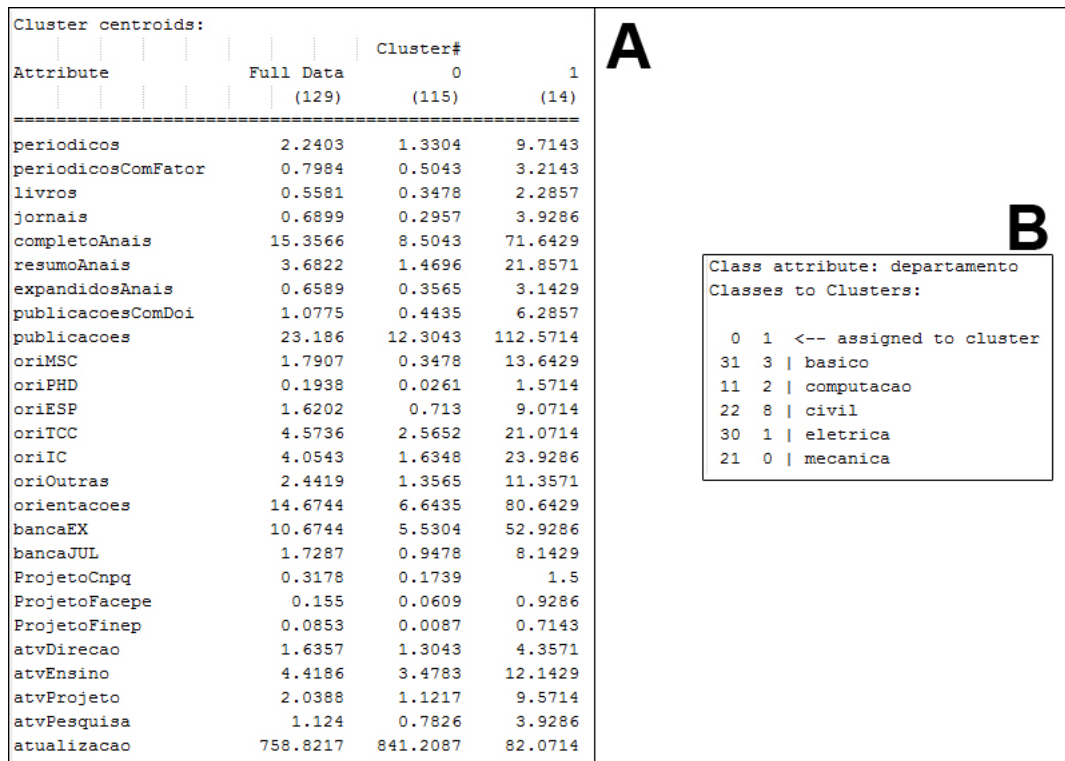 Cluster centroids:
Cluster#
Attribute Full Data 0 1
(129) (115) (14)
=====================================================
periodicos 2.2403 1.3304 9.7143
periodicosComFator 0.7984 0.5043 3.2143
livros 0.5581 0.3478 2.2857
jornais 0.6899 0.2957 3.9286
completoAnais 15.3566 8.5043 71.6429
resumoAnais 3.6822 1.4696 21.8571
expandidosAnais 0.6589 0.3565 3.1429
publicacoesComDoi 1.0775 0.4435 6.2857
publicacoes 23.186 12.3043 112.5714
oriMSC 1.7907 0.3478 13.6429
oriPHD 0.1938 0.0261 1.5714
oriESP 1.6202 0.713 9.0714
oriTCC 4.5736 2.5652 21.0714
oriIC 4.0543 1.6348 23.9286
oriOutras 2.4419 1.3565 11.3571
orientacoes 14.6744 6.6435 80.6429
bancaEX 10.6744 5.5304 52.9286
bancaJUL 1.7287 0.9478 8.1429
ProjetoCnpq 0.3178 0.1739 1.5
ProjetoFacepe 0.155 0.0609 0.9286
ProjetoFinep 0.0853 0.0087 0.7143
atvDirecao 1.6357 1.3043 4.3571
atvEnsino 4.4186 3.4783 12.1429
atvProjeto 2.0388 1.1217 9.5714
atvPesquisa 1.124 0.7826 3.9286
atualizacao 758.8217 841.2087 82.0714
A
B
Class attribute: departamento
Classes to Clusters:
0 1 <-- assigned to cluster
31 3 | basico
11 2 | computacao
22 8 | civil
30 1 | eletrica
21 0 | mecanica